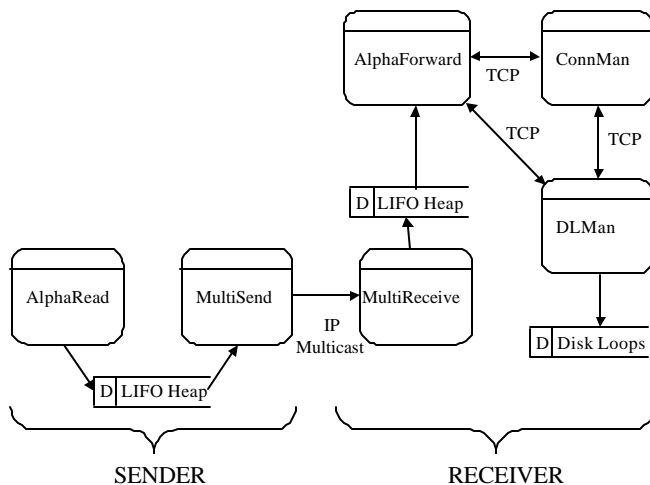 AlphaForward
ConnMan
TCP
TCP
TCP
D LIFO Heap
DLMan
AlphaRead
MultiSend
MultiReceive
IP
Multicast
D Disk Loops
D LIFO Heap
SENDER
RECEIVER